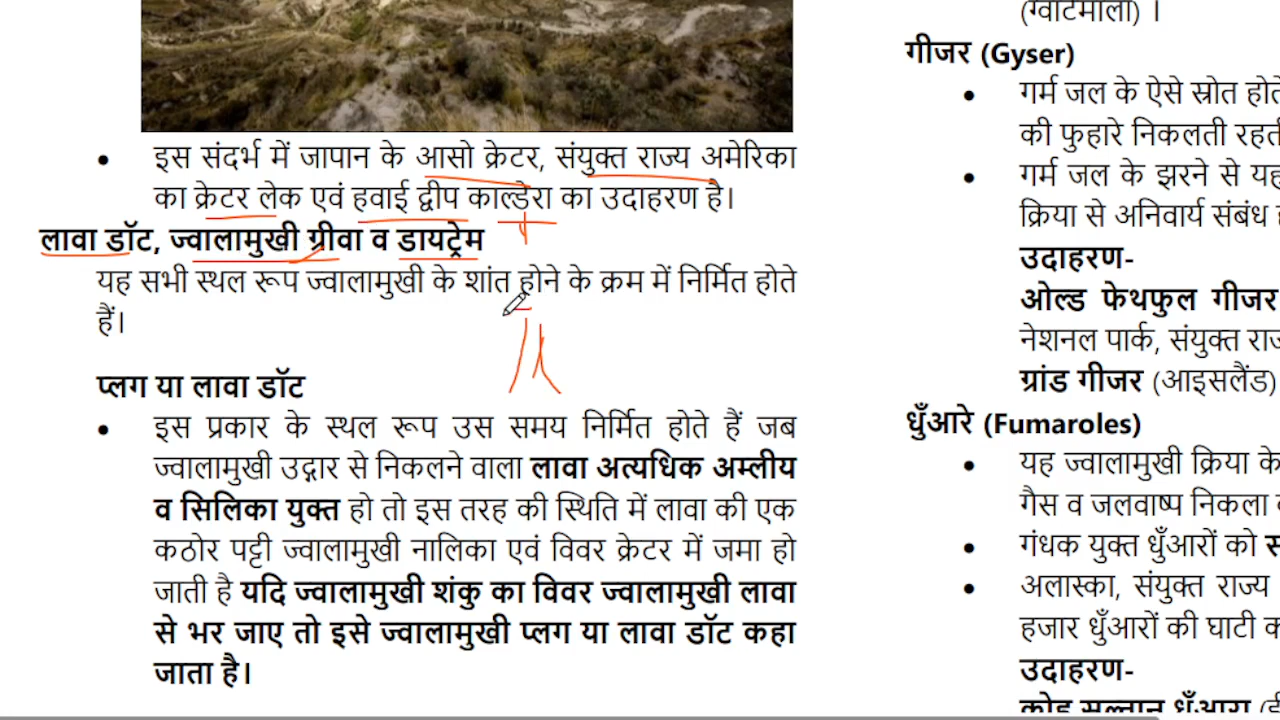 इस संदर्भ में जापान के आसो क्रेटर, संयुक्त राज्य अमेरिका
का क्रेटर लेक एवं हवाई द्वीप काल्डेरा का उदाहरण है।
लावा डॉट, ज्वालामुखी ग्रीवा व डायट्रेम
यह सभी स्थल रूप ज्वालामुखी के शांत होने के क्रम में निर्मित होते
हैं।
प्लग या लावा डॉट
इस प्रकार के स्थल रूप उस समय निर्मित होते हैं जब
ज्वालामुखी उद्गार से निकलने वाला लावा अत्यधिक अम्लीय
व सिलिका युक्त हो तो इस तरह की स्थिति में लावा की एक
कठोर पट्टी ज्वालामुखी नालिका एवं विवर क्रेटर में जमा हो
जाती है यदि ज्वालामुखी शंकु का विवर ज्वालामुखी लावा
से भर जाए तो इसे ज्वालामुखी प्लग या लावा डॉट कहा
जाता है।
(ग्वाटेमाला) ।
गीजर (Gyser)
गर्म जल के ऐसे स्रोत
की फुहारे निकलती रहती
गर्म जल के झरने से यह
क्रिया से अनिवार्य संबंध
उदाहरण-
ओल्ड फेथफुल गीजर
नेशनल पार्क, संयुक्त
ग्रांड गीजर (आइसलैंड)
धुँआरे (Fumaroles)
यह ज्वालामुखी क्रिया के
गैस व जलवाष्प निकला
गंधक युक्त धुँआरों को
अलास्का, संयुक्त राज्य
हजार धुँआरों की घाटी
उदाहरण-